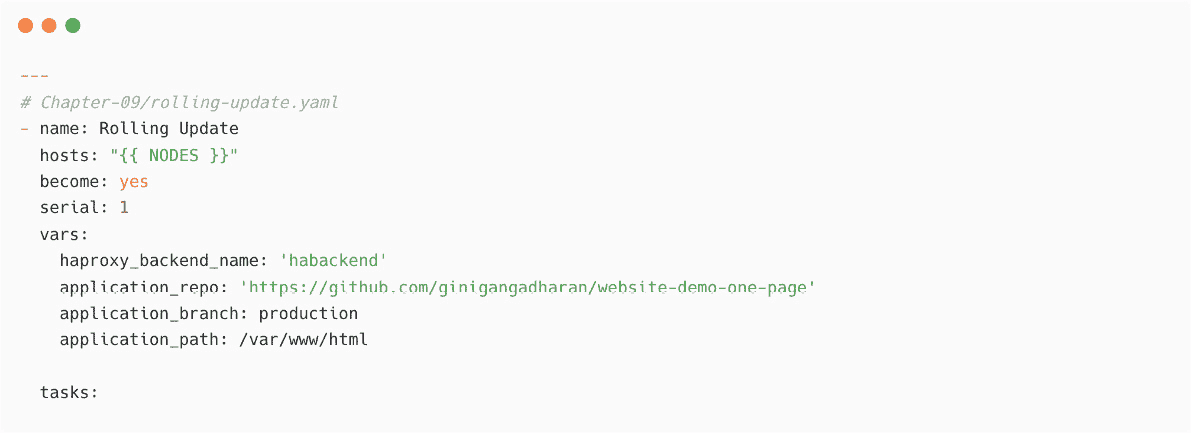 ---
# Chapter-09/rolling-update.yaml
- name: Rolling Update
  hosts: "{{ NODES }}"
  become: yes
  serial: 1
  vars:
    haproxy_backend_name: 'habackend'
    application_repo: 'https://github.com/ginigangadharan/website-demo-one-page'
    application_branch: production
    application_path: /var/www/html

  tasks: